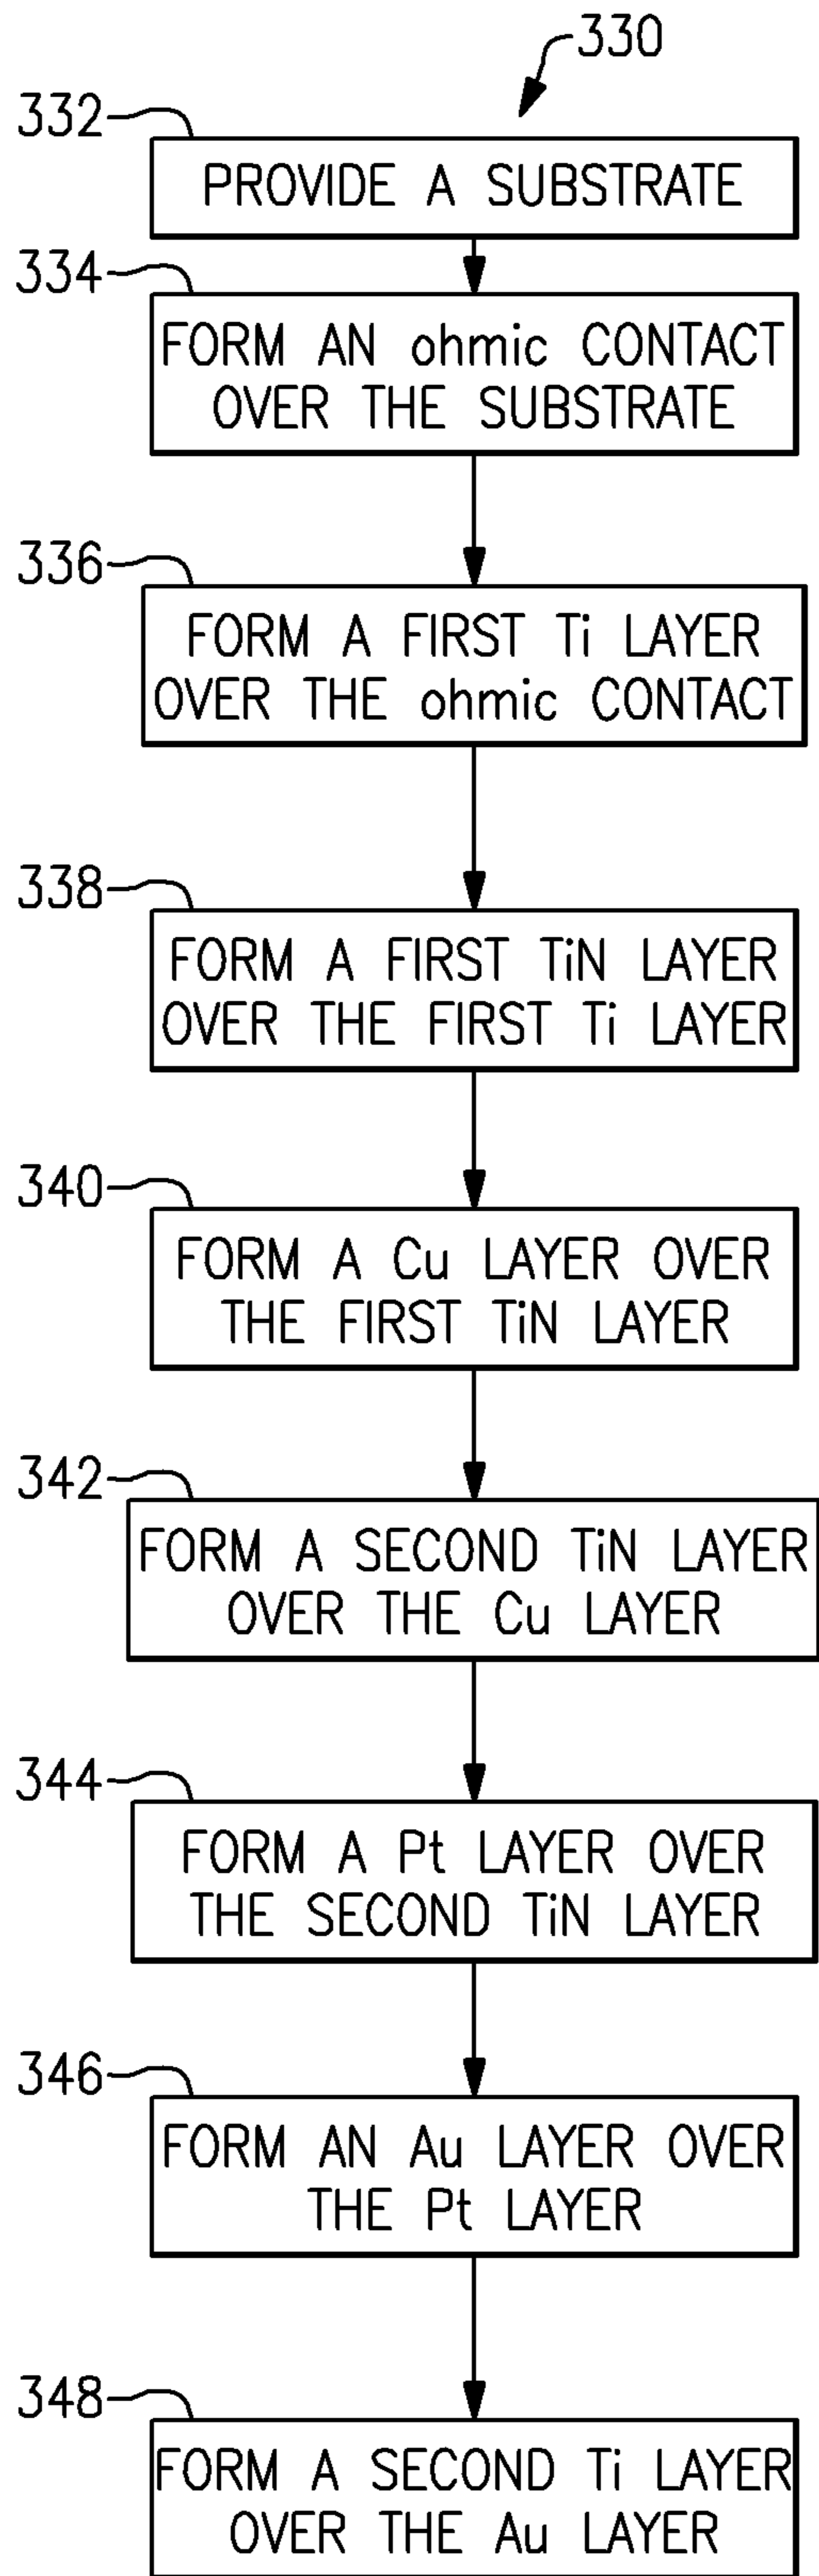 330
332
PROVIDE A SUBSTRATE
334
FORM AN ohmic CONTACT
OVER THE SUBSTRATE
336
FORM A FIRST Ti LAYER
OVER THE ohmic CONTACT
338
FORM A FIRST TiN LAYER
OVER THE FIRST Ti LAYER
340
FORM A Cu LAYER OVER
THE FIRST TiN LAYER
342
FORM A SECOND TiN LAYER
OVER THE Cu LAYER
344
FORM A Pt LAYER OVER
THE SECOND TiN LAYER
346
FORM AN Au LAYER OVER
THE Pt LAYER
348
FORM A SECOND Ti LAYER
OVER THE Au LAYER